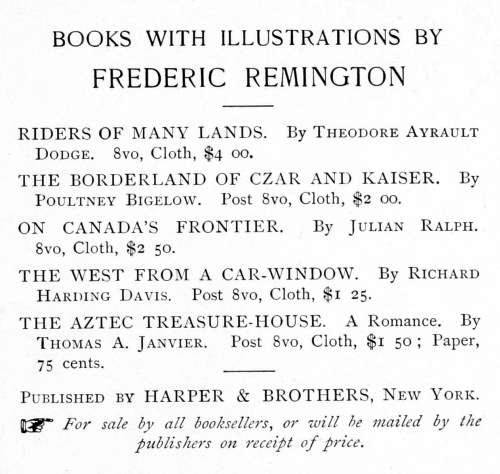 BOOKS WITH ILLUSTRATIONS BY
FREDERIC REMINGTON
RIDERS OF MANY LANDS. By THEODORE AYRAULT
DODGE. 8vo, Cloth, $4 00.
THE BORDERLAND OF CZAR AND KAISER. By
POULTNEY BIGELOW. Post 8vo, Cloth, $2 00.
ON CANADA'S FRONTIER. By JULIAN RALPH.
8vo, Cloth, $2 50.
THE WEST FROM A CAR-WINDOW. By RICHARD
HARDING DAVIS. Post 8vo, Cloth, $1 25.
THE AZTEC TREASURE-HOUSE. A Romance. By
THOMAS A. JANVIER. Post 8vo, Cloth, $1 50; Paper,
75 cents.
PUBLISHED BY HARPER & BROTHERS, NEW YORK.
☞ For sale by all booksellers, or will be mailed by the
publishers on receipt of price.